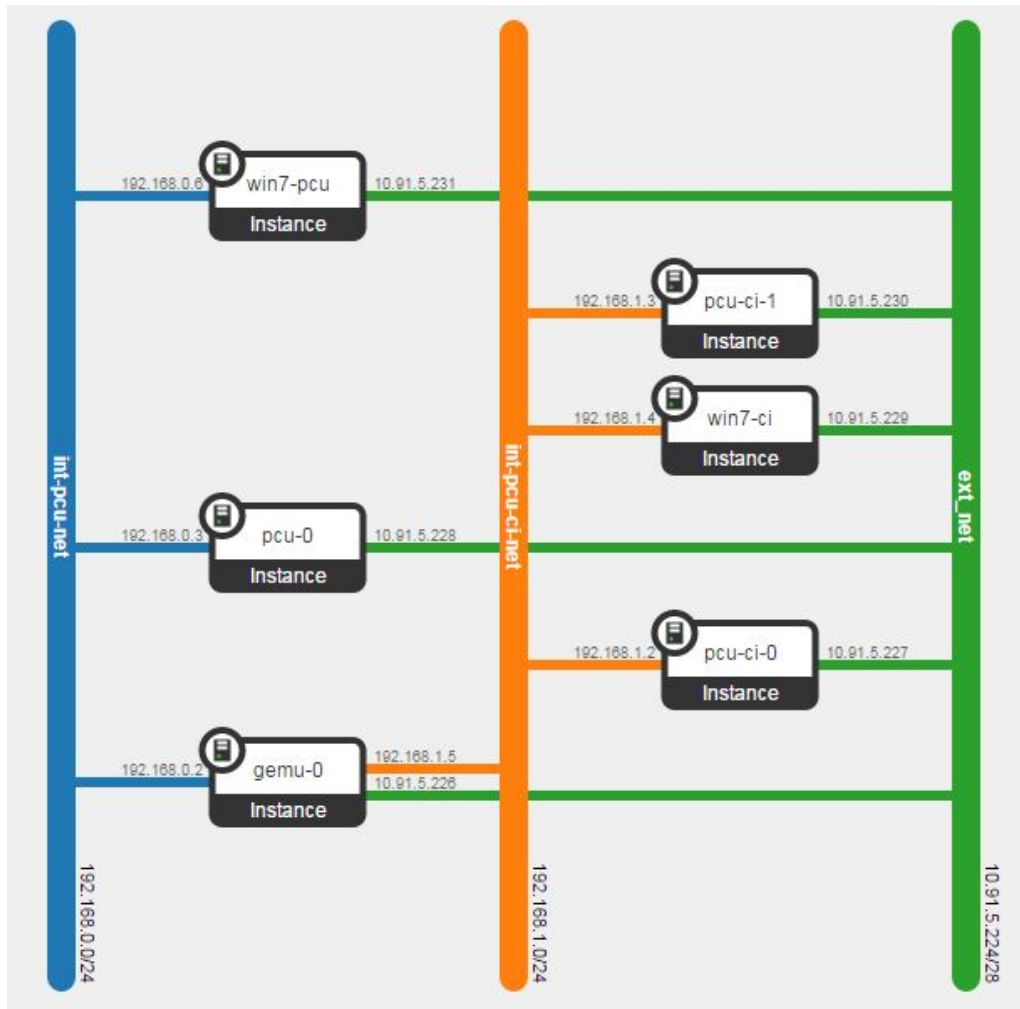 192.168.0.6
win7-pcu
10.91.5.231
Instance
192.168.1.3
pcu-ci-1
10.91.5.230
Instance
192.168.1.4
win7-ci
10.91.5.229
Instance
int-pcu-net
int-pcu-ci-net
ext_net
192.168.0.3
pcu-0
10.91.5.228
Instance
192.168.1.2
pcu-ci-0
10.91.5.227
Instance
192.168.0.2
gemu-0
192.168.1.5
10.91.5.226
Instance
192.168.0.0/24
192.168.1.0/24
10.91.5.224/28